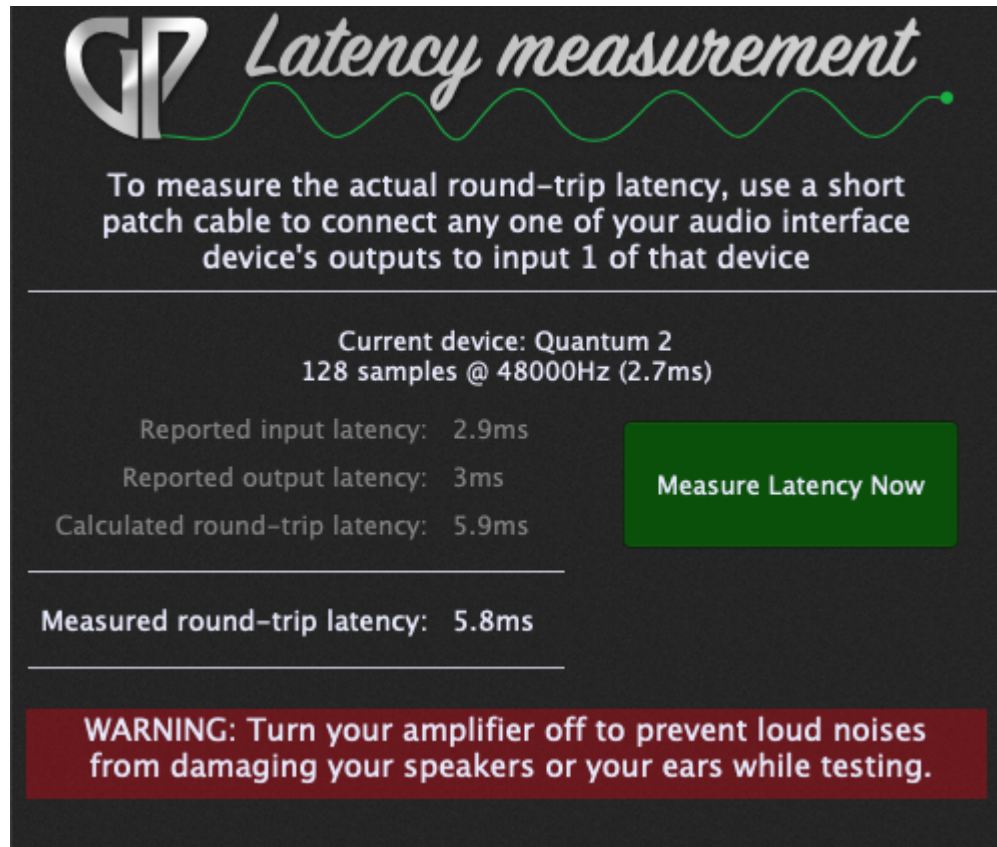 GP Latency measurement
To measure the actual round-trip latency, use a short
patch cable to connect any one of your audio interface
device's outputs to input 1 of that device
Current device: Quantum 2
128 samples @ 48000Hz (2.7ms)
Reported input latency: 2.9ms
Reported output latency: 3ms
Calculated round-trip latency: 5.9ms
Measure Latency Now
Measured round-trip latency: 5.8ms
WARNING: Turn your amplifier off to prevent loud noises
from damaging your speakers or your ears while testing.